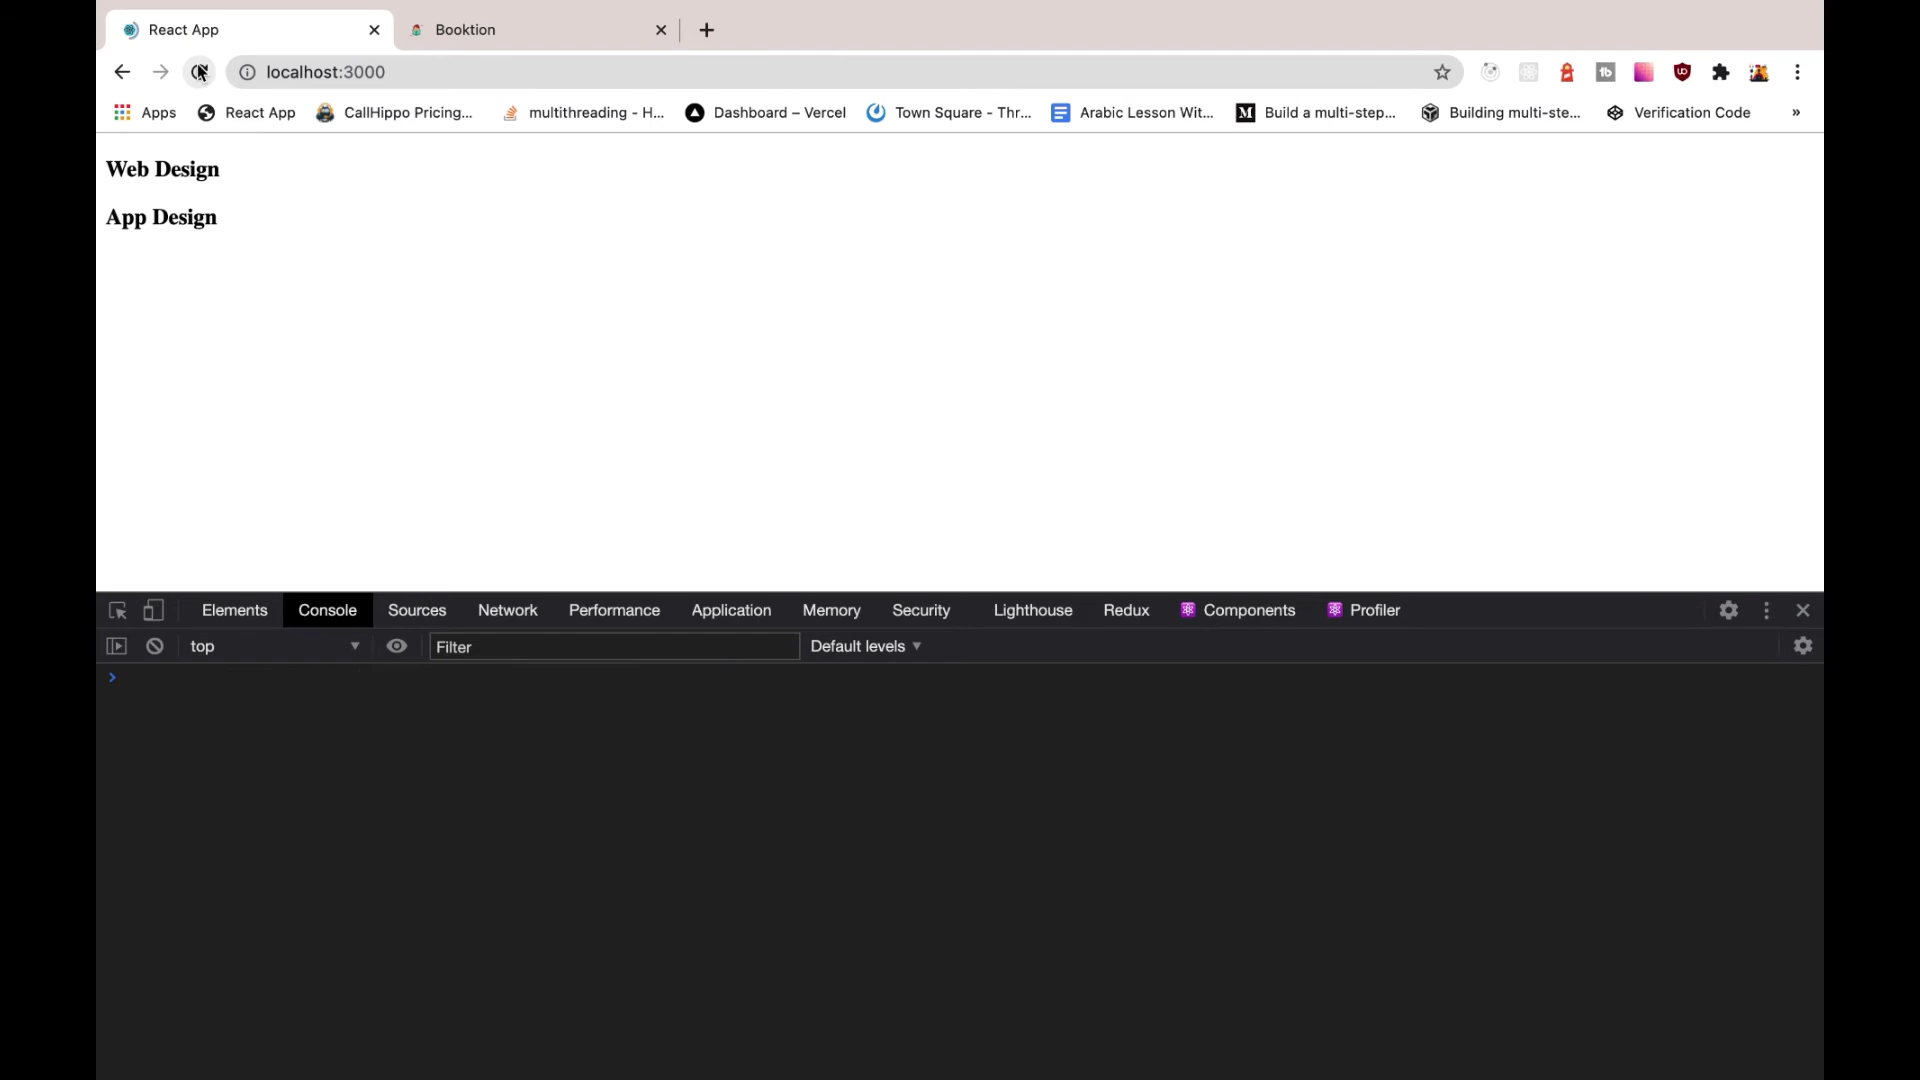 React App
Booktion
localhost:3000
Apps
React App
CallHippo Pricing...
multithreading - H...
Dashboard – Vercel
Town Square - Thr...
Arabic Lesson Wit...
M Build a multi-step...
Building multi-ste...
Verification Code
»
Web Design
App Design
Elements
Console
Sources
Network
Performance
Application
Memory
Security
Lighthouse
Redux
Components
Profiler
top
Filter
Default levels